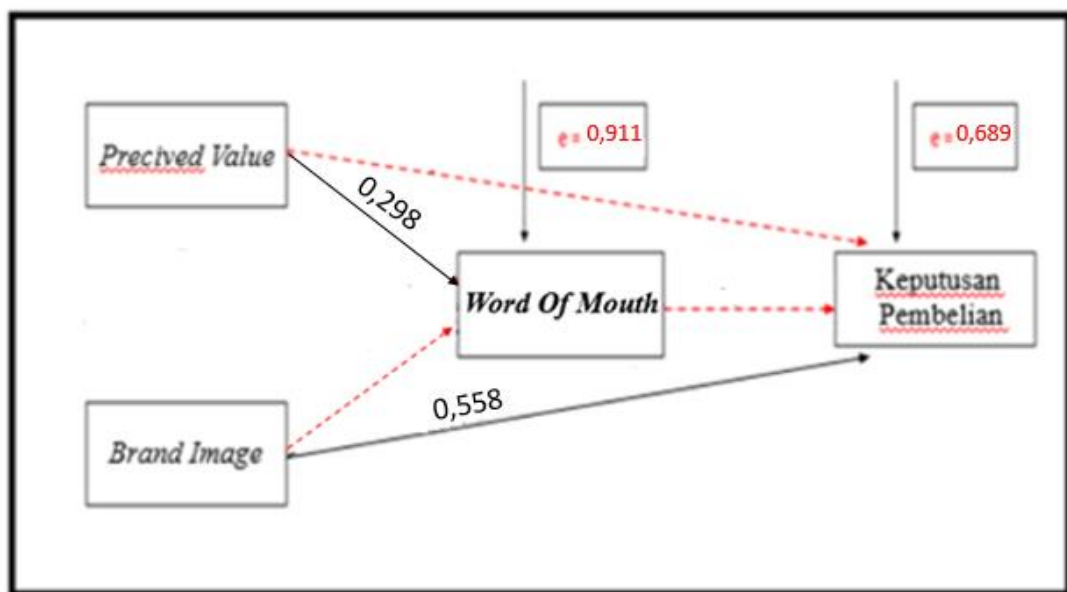 Precived Value
e = 0,911
e = 0,689
0,298
Word Of Mouth
Keputusan
Pembelian
0,558
Brand Image